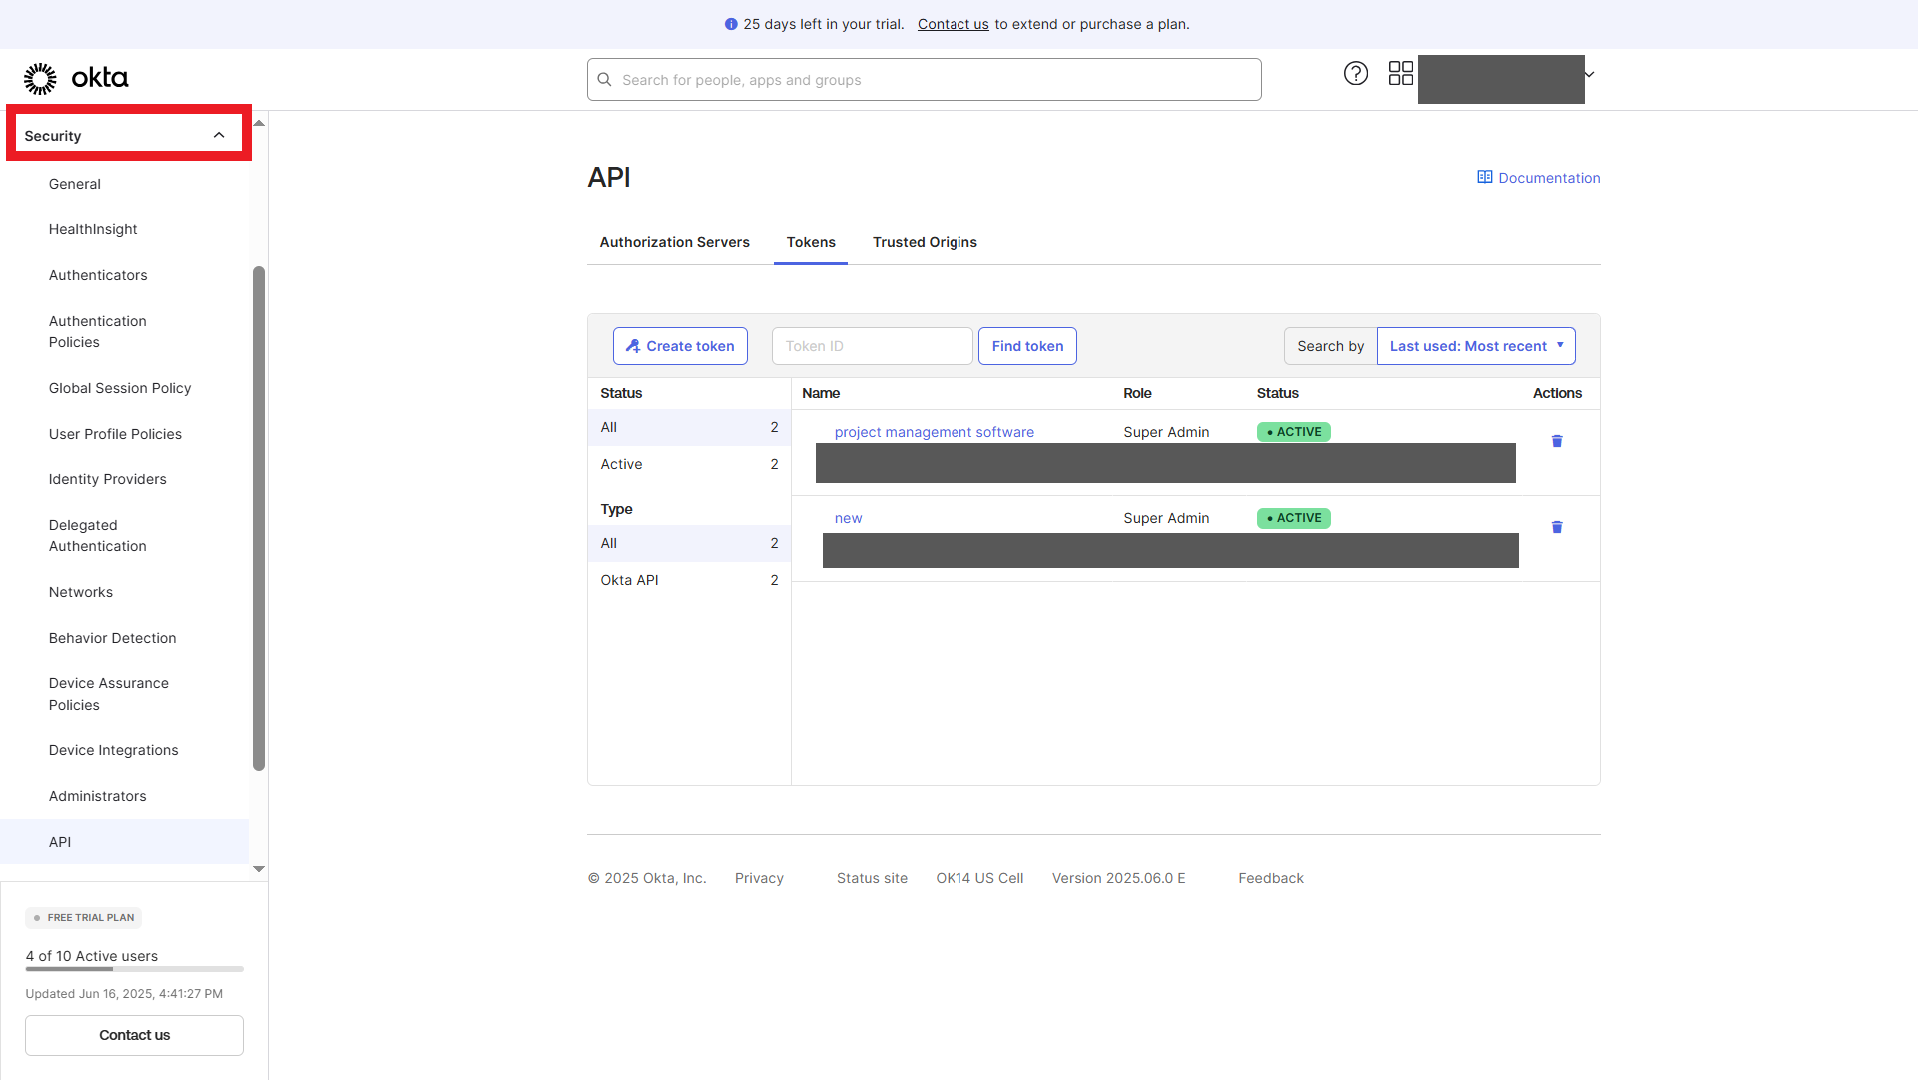 25 days left in your trial. Contact us to extend or purchase a plan.
okta
Search for people, apps and groups
Security
General
HealthInsight
Authenticators
Authentication
Policies
Global Session Policy
User Profile Policies
Identity Providers
Delegated
Authentication
Networks
Behavior Detection
Device Assurance
Policies
Device Integrations
Administrators
API
FREE TRIAL PLAN
4 of 10 Active users
Updated Jun 16, 2025, 4:41:27 PM
Contact us
API
Documentation
Authorization Servers Tokens Trusted Origins
Create token Token ID Find token Search by Last used: Most recent
Status
All 2
Active 2
Type
All 2
Okta API 2
Name Role Status Actions
project management software Super Admin ACTIVE
new Super Admin ACTIVE
© 2025 Okta, Inc. Privacy Status site OK14 US Cell Version 2025.06.0 E Feedback